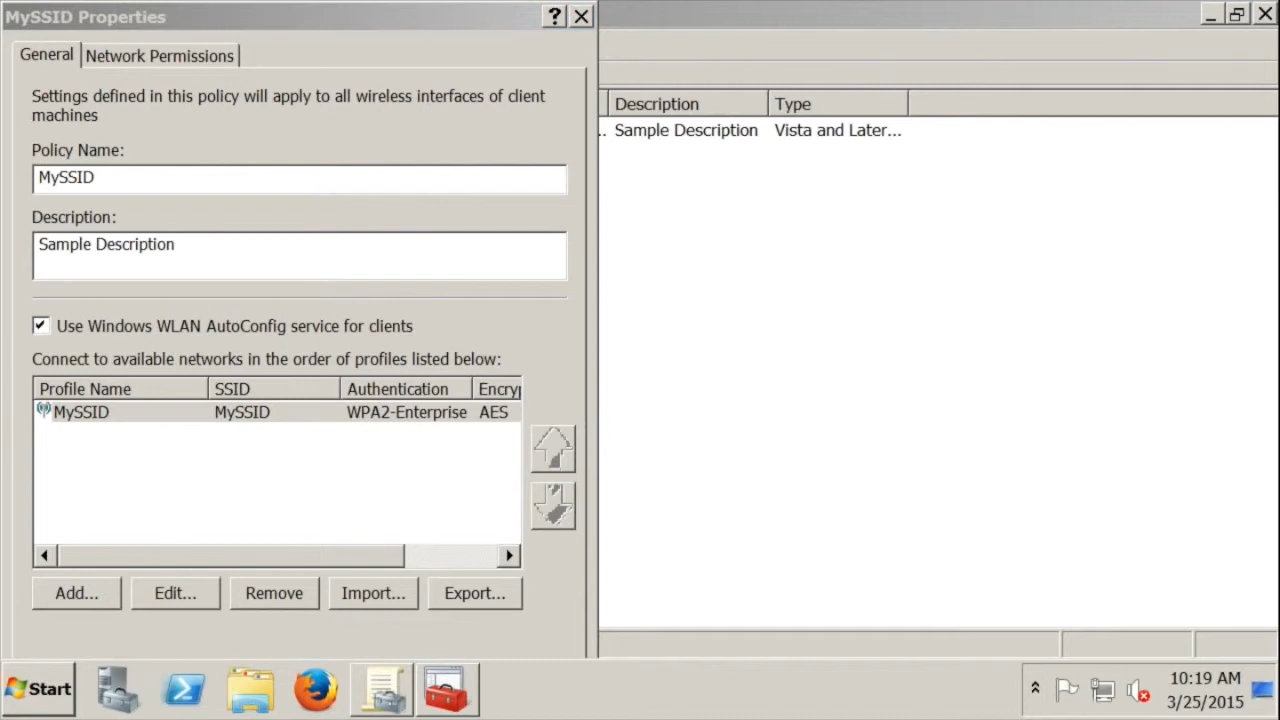 MySSID Properties
General
Network Permissions
Settings defined in this policy will apply to all wireless interfaces of client
machines
Policy Name:
MySSID
Description:
Sample Description
Use Windows WLAN AutoConfig service for clients
Connect to available networks in the order of profiles listed below:
Profile Name SSID Authentication Encryp
MySSID MySSID WPA2-Enterprise AES
Add... Edit... Remove Import... Export...
Description Type
.. Sample Description Vista and Later...
Start
10:19 AM
3/25/2015